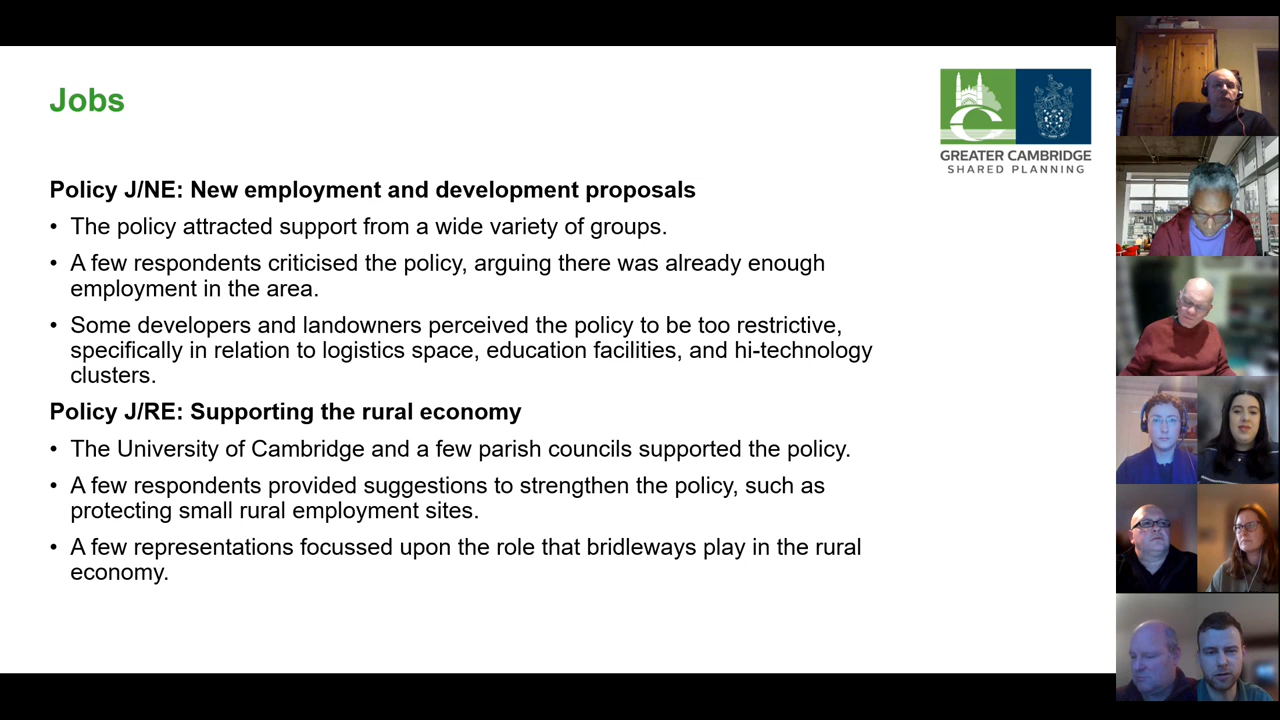 Jobs
GREATER CAMBRIDGE
SHARED PLANNING
Policy J/NE: New employment and development proposals
• The policy attracted support from a wide variety of groups.
• A few respondents criticised the policy, arguing there was already enough
employment in the area.
• Some developers and landowners perceived the policy to be too restrictive,
specifically in relation to logistics space, education facilities, and hi-technology
clusters.
Policy J/RE: Supporting the rural economy
• The University of Cambridge and a few parish councils supported the policy.
• A few respondents provided suggestions to strengthen the policy, such as
protecting small rural employment sites.
• A few representations focussed upon the role that bridleways play in the rural
economy.